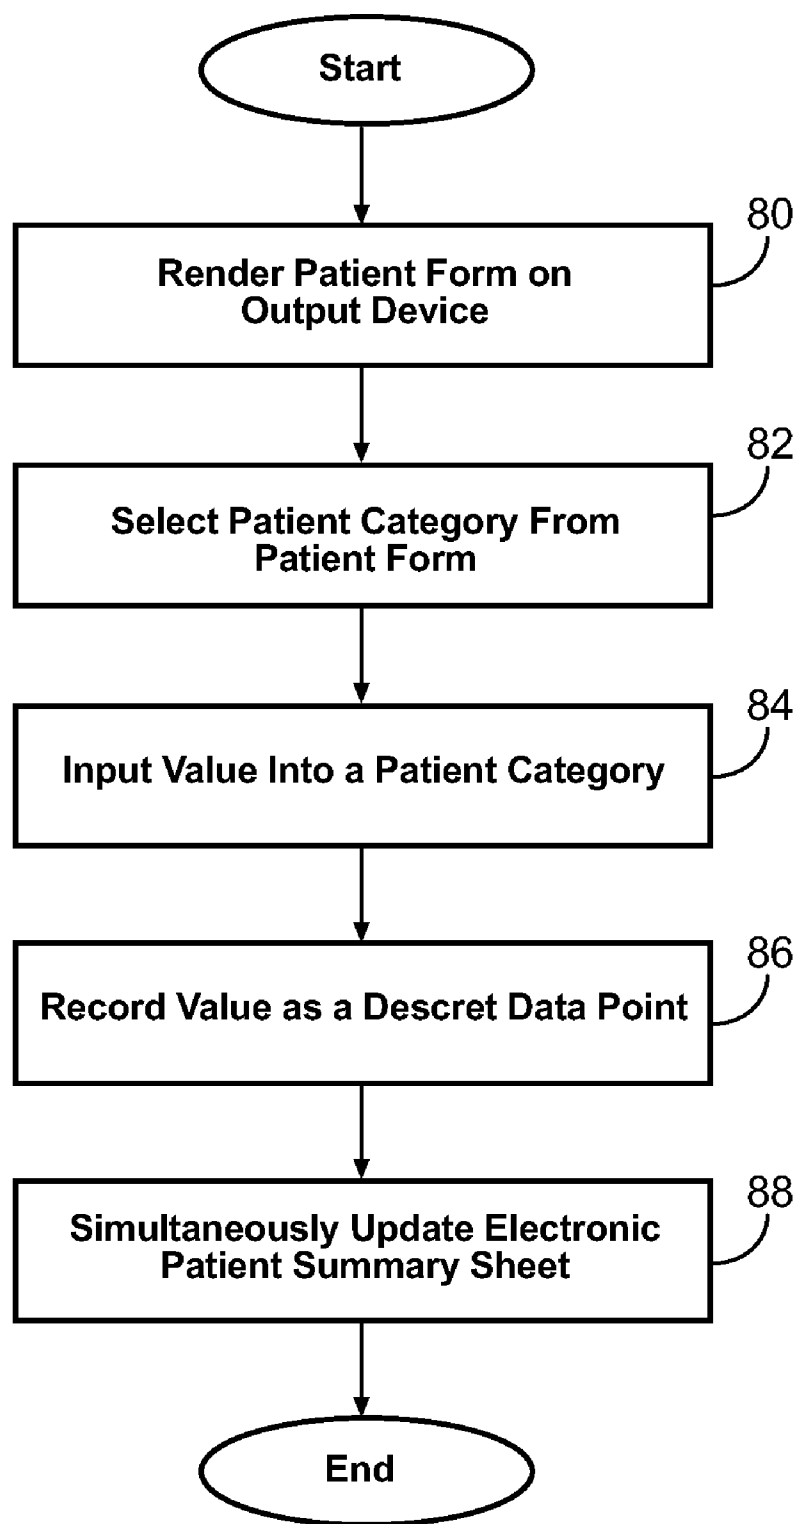 Start
80
Render Patient Form on
Output Device
82
Select Patient Category From
Patient Form
84
Input Value Into a Patient Category
86
Record Value as a Descret Data Point
88
Simultaneously Update Electronic
Patient Summary Sheet
End